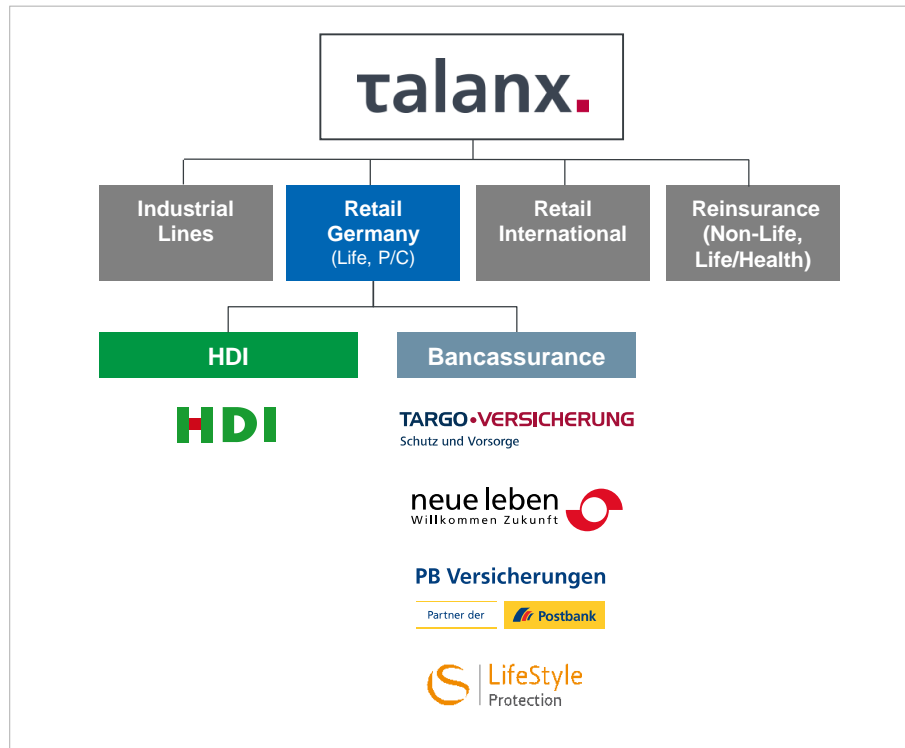 talanx.
Industrial
Lines
Retail
Germany
(Life, P/C)
Retail
International
Reinsurance
(Non-Life,
Life/Health)
HDI
Bancassurance
HDI
TARGO•VERSICHERUNG
Schutz und Vorsorge
neue leben
Willkommen Zukunft
PB Versicherungen
Partner der
Postbank
LifeStyle
Protection